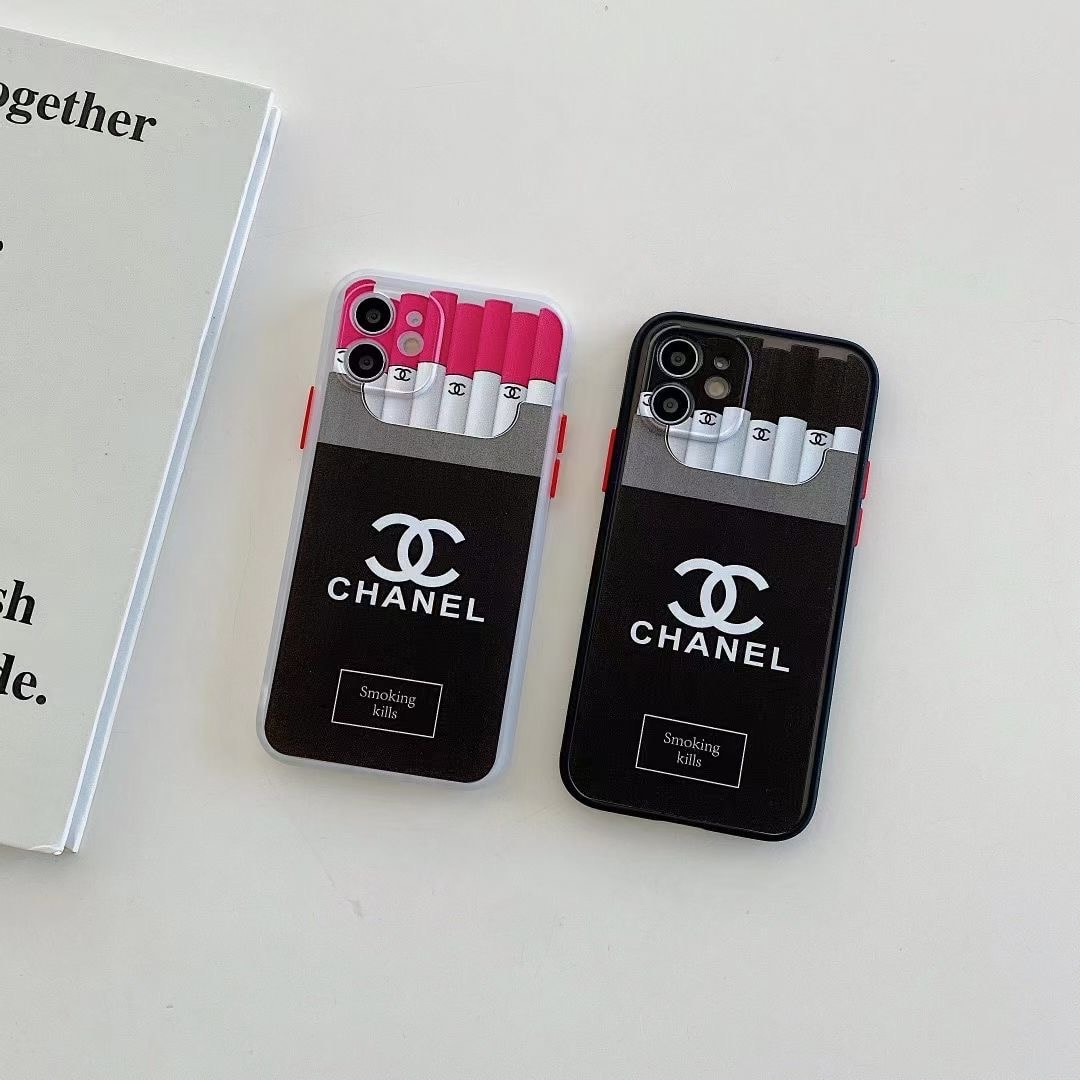 ogether
sh
de.
CHANEL
Smoking
kills
CHANEL
Smoking
kills